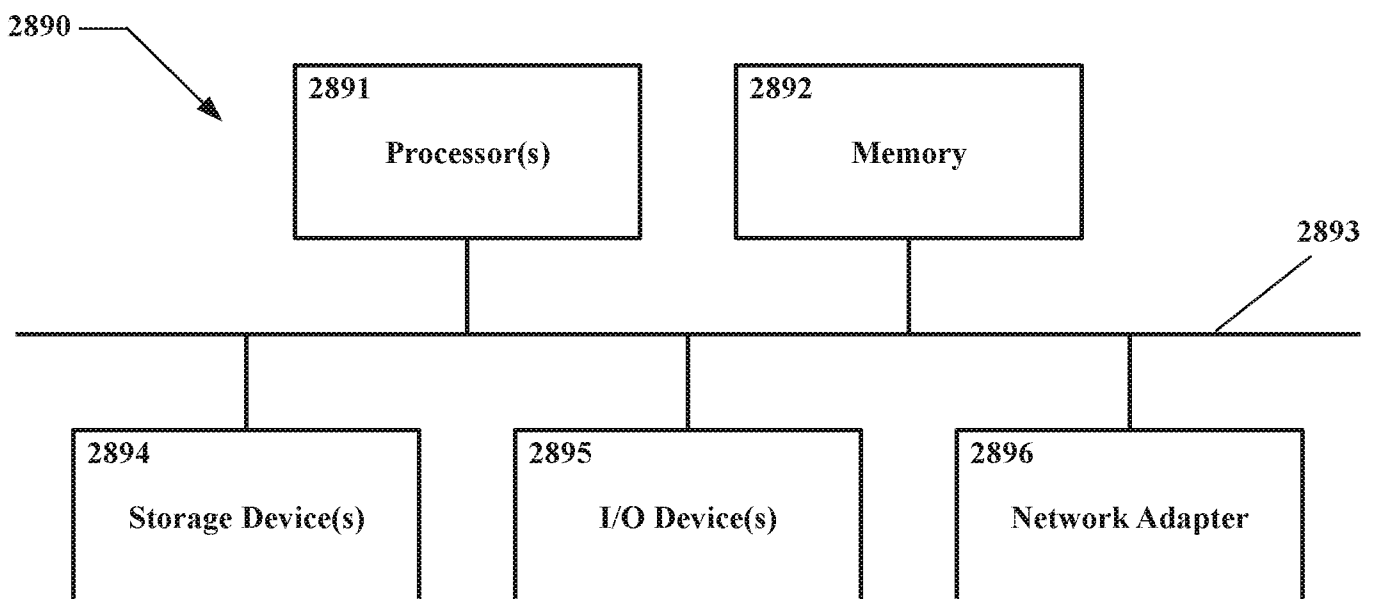 2890
2891
Processor(s)
2892
Memory
2893
2894
Storage Device(s)
2895
I/O Device(s)
2896
Network Adapter